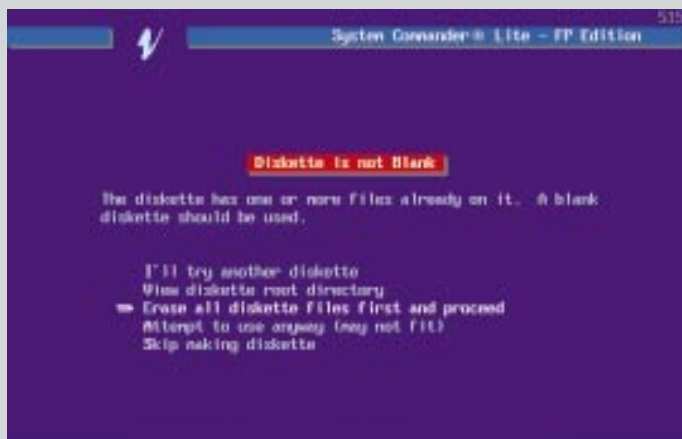 System Commander® Lite - FP Edition
Diskette is not Blank
The diskette has one or more files already on it. A blank
diskette should be used.
I'll try another diskette
View diskette root directory
Erase all diskette files first and proceed
Attempt to use anyway (may not fit)
Skip making diskette